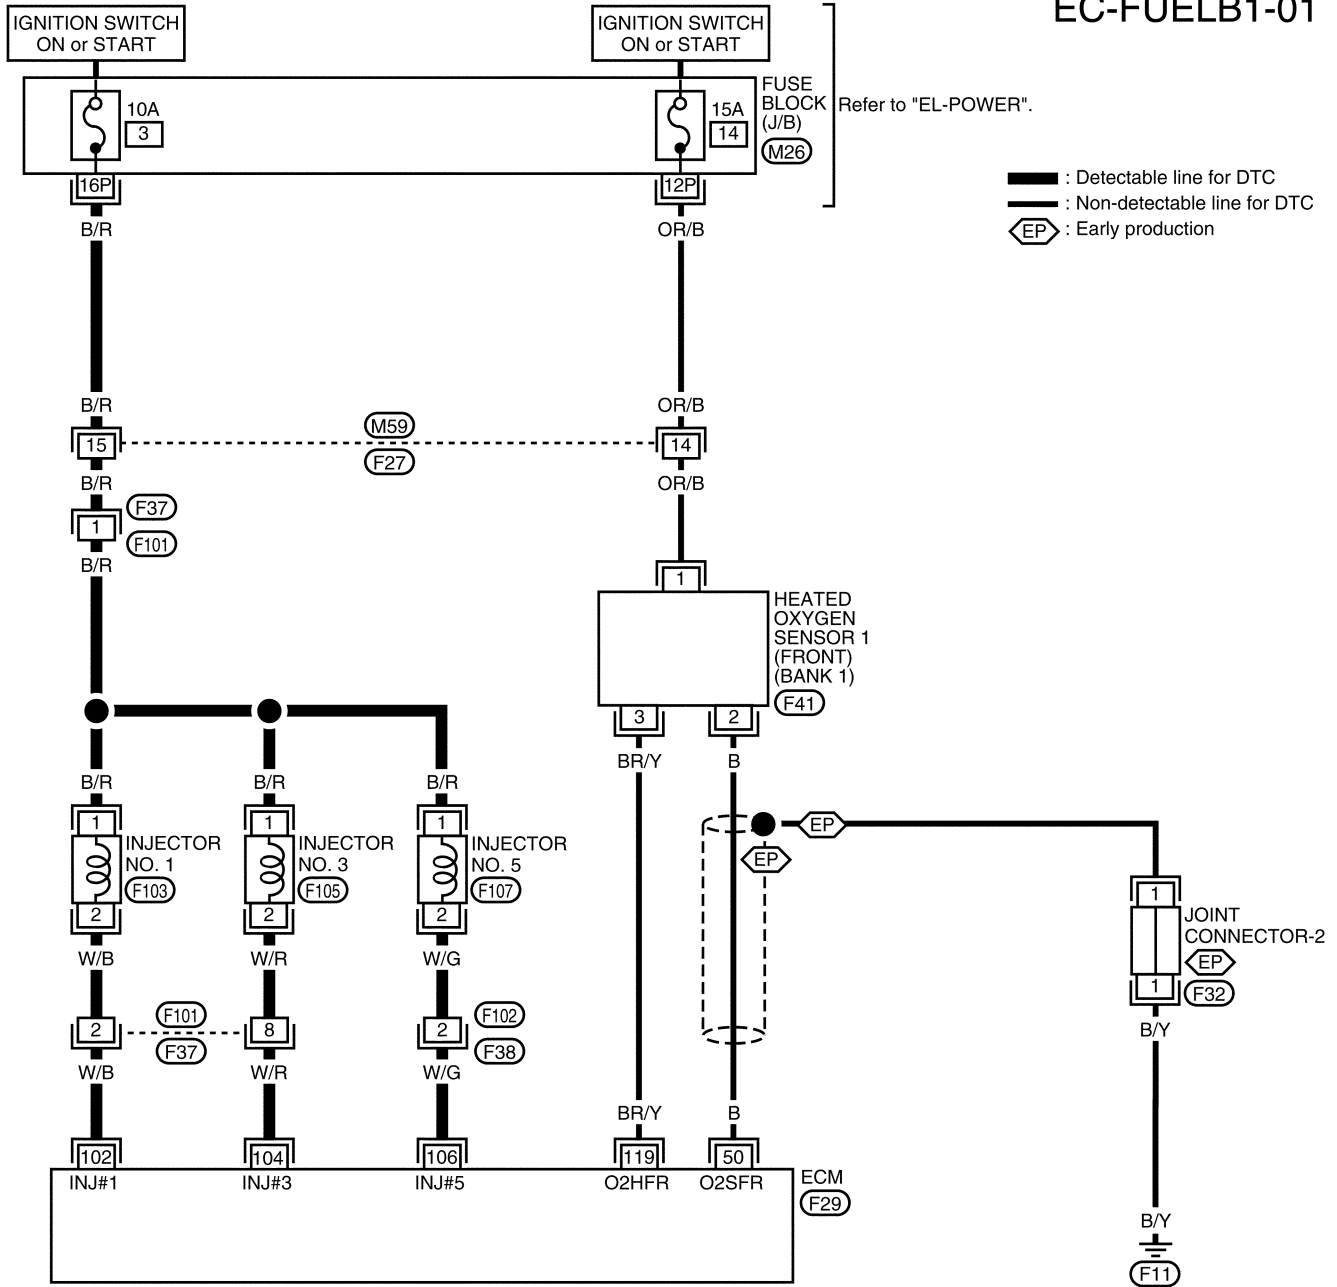 EC-FUELB1-01
IGNITION SWITCH
ON or START
IGNITION SWITCH
ON or START
10A
3
15A
14
FUSE
BLOCK
(J/B)
M26
Refer to "EL-POWER".
16P
12P
: Detectable line for DTC
: Non-detectable line for DTC
EP : Early production
B/R
OR/B
B/R
OR/B
15
M59
F27
14
B/R
OR/B
1
F37
F101
B/R
1
HEATED
OXYGEN
SENSOR 1
(FRONT)
(BANK 1)
F41
3
2
BR/Y
B
B/R
B/R
B/R
1
1
1
INJECTOR
NO. 1
F103
INJECTOR
NO. 3
F105
INJECTOR
NO. 5
F107
2
2
2
EP
EP
1
JOINT
CONNECTOR-2
EP
1
F32
W/B
W/R
W/G
2
F101
F37
8
2
F102
F38
B/Y
W/B
W/R
W/G
BR/Y
B
102
104
106
119
50
INJ#1
INJ#3
INJ#5
O2HFR
O2SFR
ECM
F29
B/Y
F11